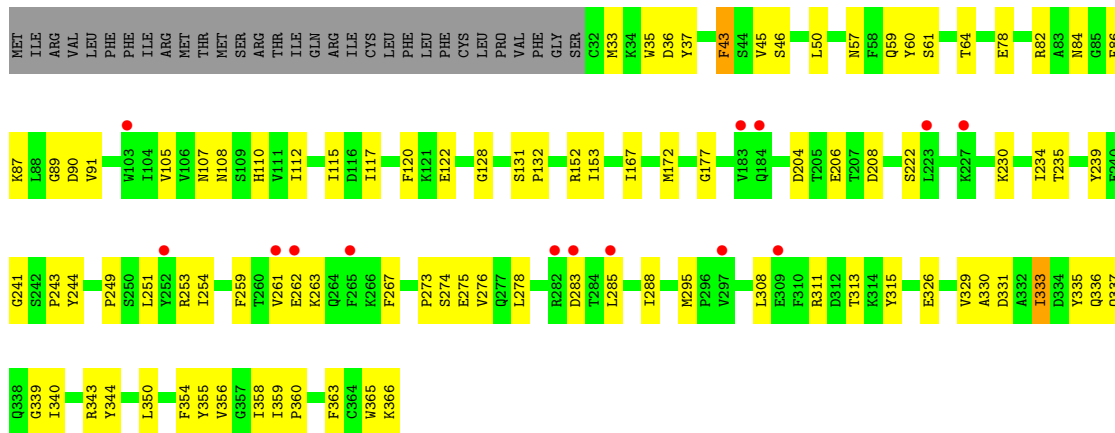 MET ILE ARG VAL LEU PHE PHE ILE ARG MET THR MET SER ARG THR ILE GLN ARG ILE CYS LEU PHE LEU PHE CYS LEU PRO VAL PHE GLY SER C32 M33 K34 W35 D36 Y37 F43 S44 V45 S46 L50 N57 F58 Q59 Y60 S61 T64 E78 R82 A83 N84 G85
K87 L88 G89 D90 V91 W103 I104 V105 V106 N107 N108 S109 H110 V111 I112 I115 D116 I117 F120 K121 E122 G128 S131 P132 R152 I153 I167 M172 G177 V183 Q184 D204 T205 E206 T207 D208 S222 L223 K227 K230 I234 T235 Y239
G241 S242 P243 Y244 P249 S250 L251 Y252 R253 I254 F259 T260 V261 E262 K263 Q264 F265 K266 F267 P273 S274 E275 V276 Q277 L278 R282 D283 T284 L285 I288 M295 P296 V297 L308 E309 F310 R311 D312 T313 K314 Y315 E326 V329 A330 D331 A332 I333 D334 Y335 Q336
Q338 G339 I340 R343 Y344 L350 F354 Y355 V356 G357 I358 I359 P360 F363 C364 W365 K366